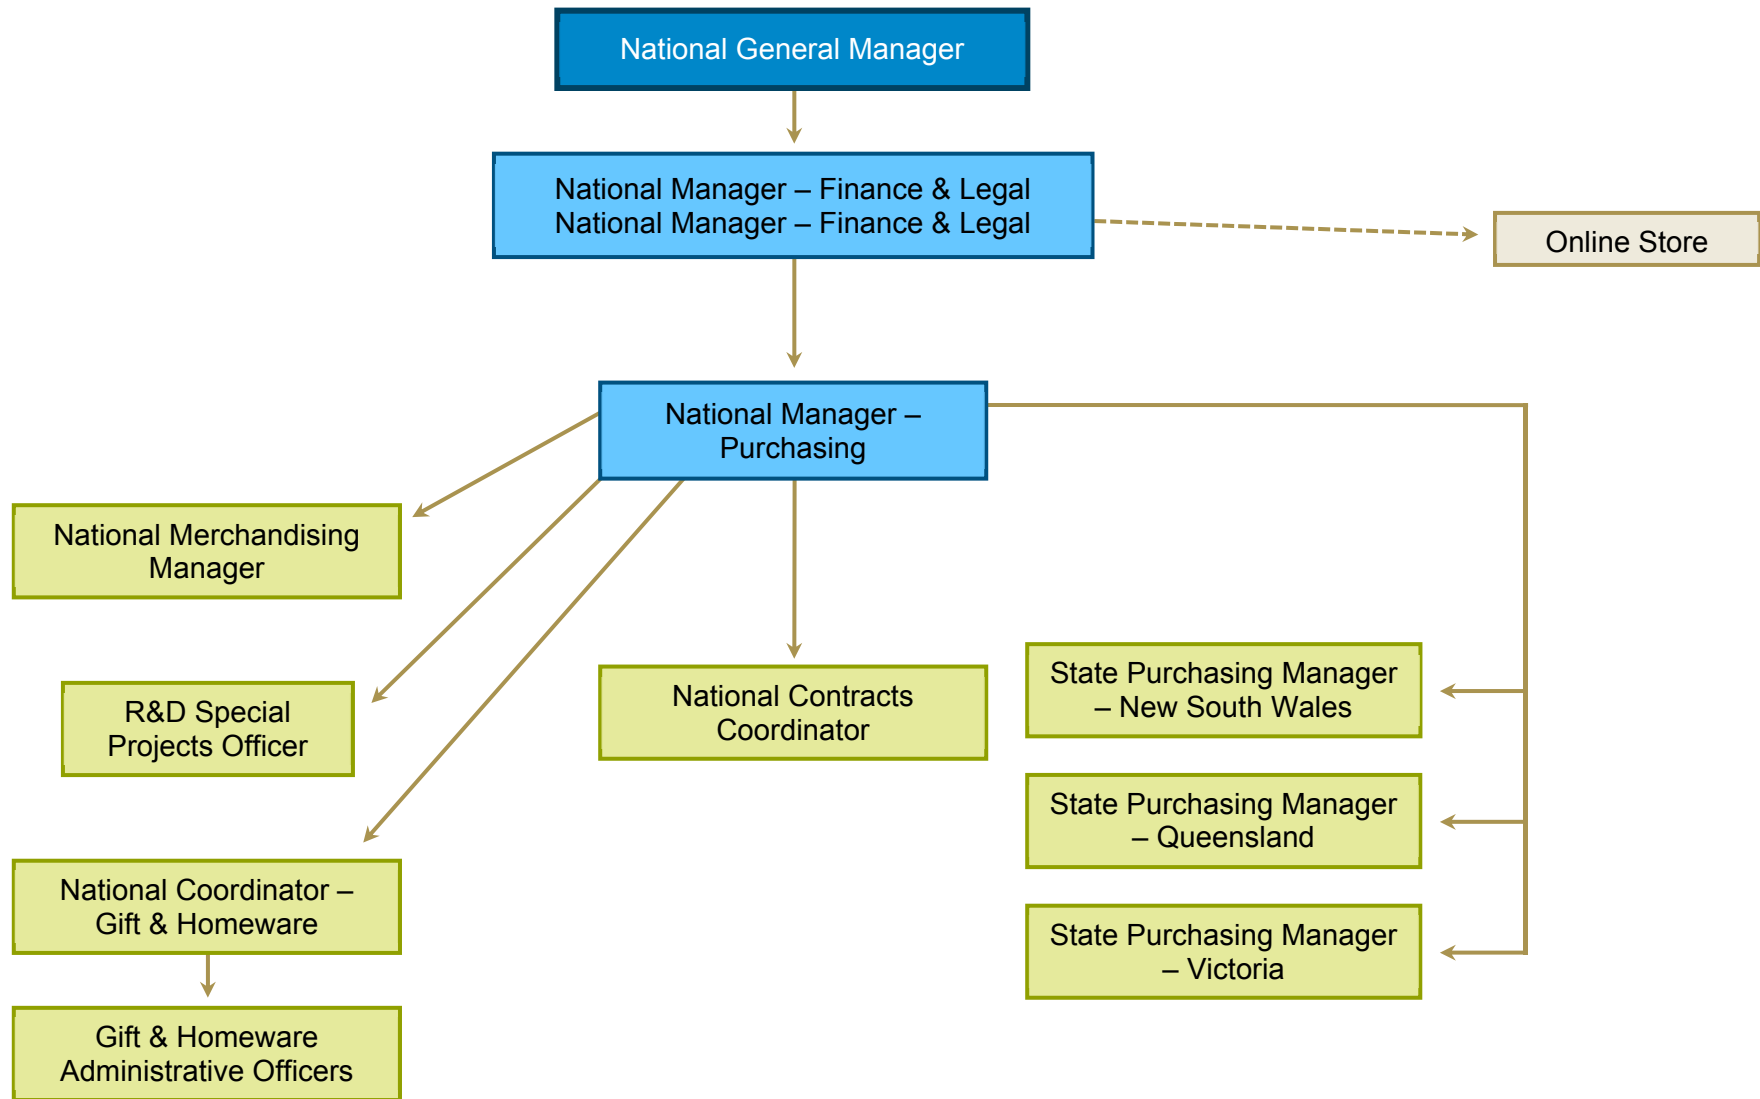 National General Manager
National Manager – Finance & Legal
National Manager – Finance & Legal
Online Store
National Manager –
Purchasing
National Merchandising
Manager
R&D Special
Projects Officer
National Contracts
Coordinator
State Purchasing Manager
– New South Wales
State Purchasing Manager
– Queensland
National Coordinator –
Gift & Homeware
State Purchasing Manager
– Victoria
Gift & Homeware
Administrative Officers